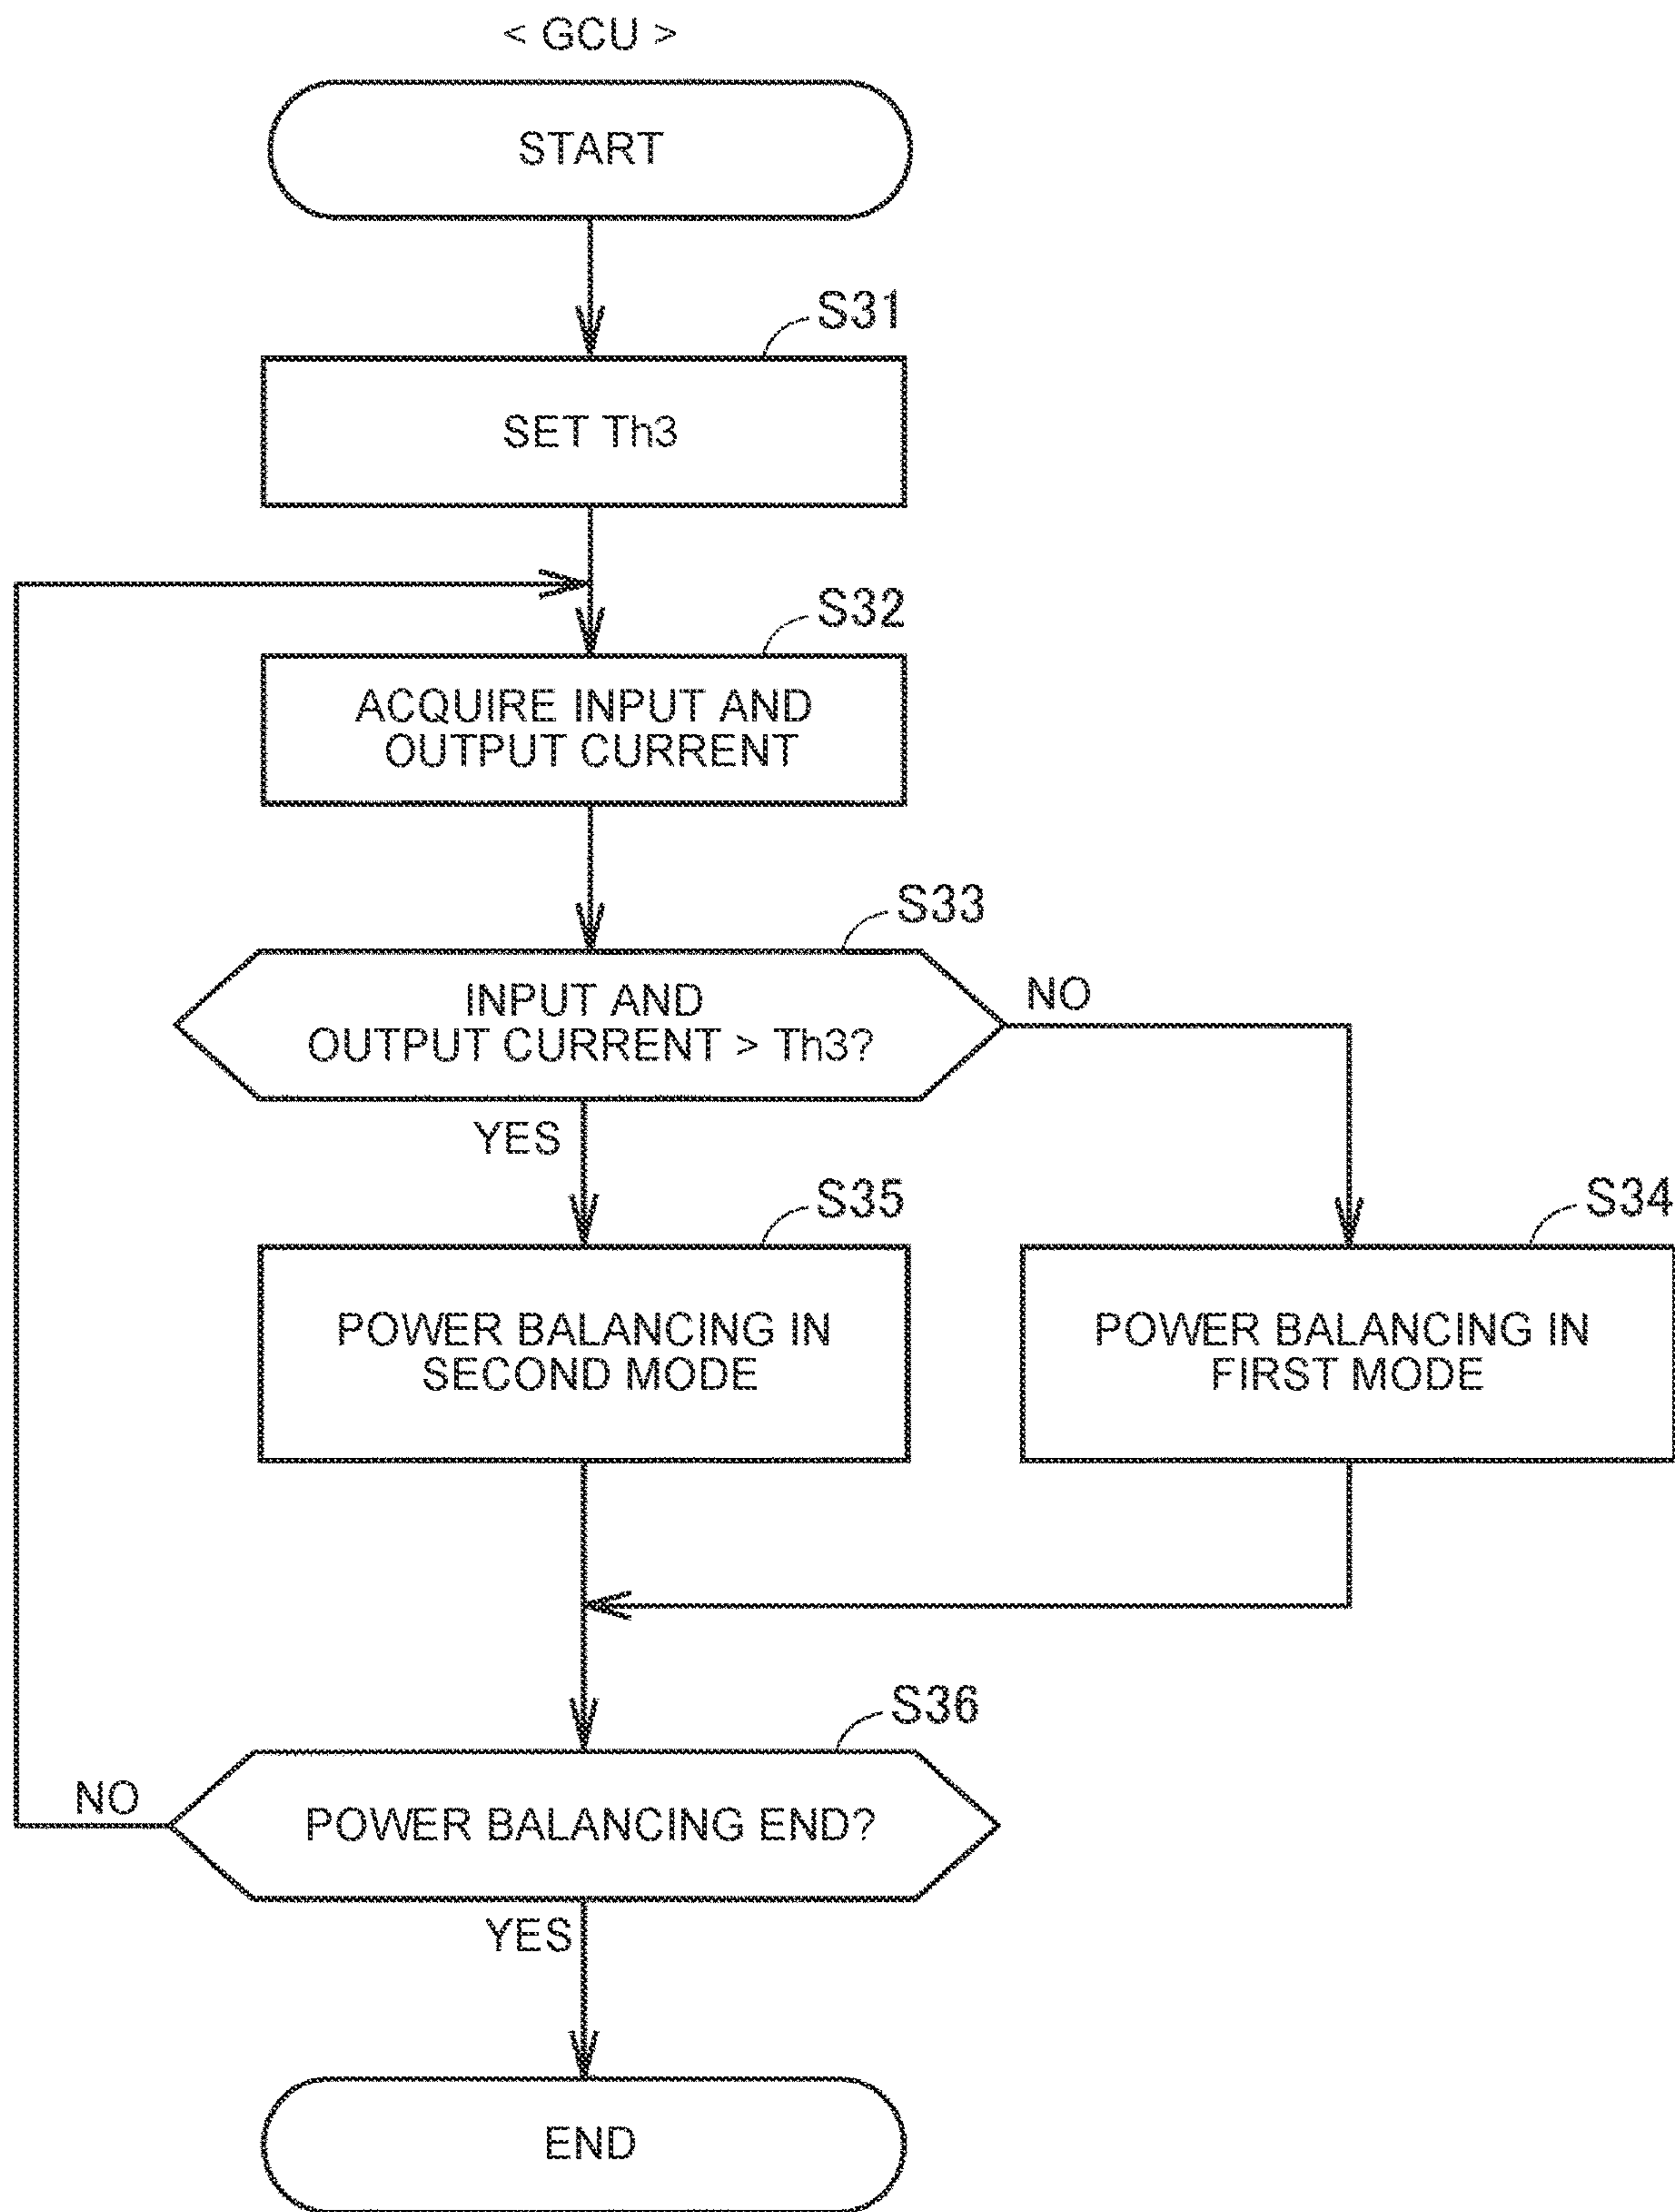 < GCU >
START
S31
SET Th3
S32
ACQUIRE INPUT AND
OUTPUT CURRENT
S33
INPUT AND
OUTPUT CURRENT > Th3?
NO
YES
S35
S34
POWER BALANCING IN
SECOND MODE
POWER BALANCING IN
FIRST MODE
S36
NO
POWER BALANCING END?
YES
END